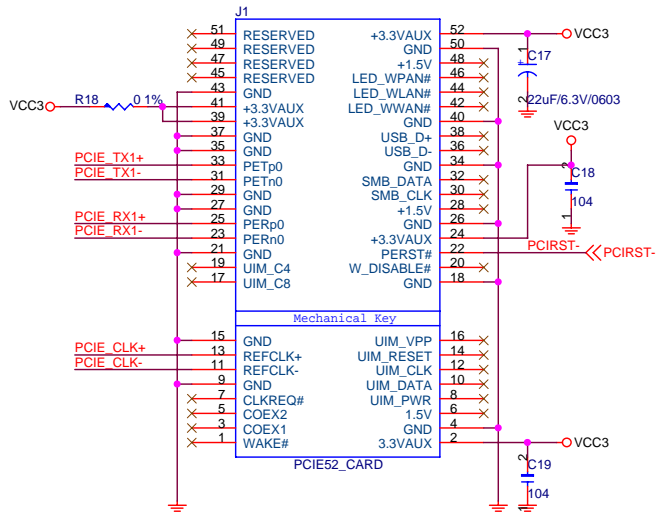 J1
51 RESERVED +3.3VAUX 52 VCC3
49 RESERVED GND 50
47 RESERVED +1.5V 48
45 RESERVED LED_WPAN# 46
43 GND LED_WLAN# 44
VCC3 R18 0 1% 41 +3.3VAUX LED_WWAN# 42
39 +3.3VAUX GND 40
37 GND USB_D+ 38
35 GND USB_D- 36
PCIE_TX1+ 33 PETp0 GND 34
PCIE_TX1- 31 PETn0 SMB_DATA 32
29 GND SMB_CLK 30
27 GND +1.5V 28
PCIE_RX1+ 25 PERp0 GND 26
PCIE_RX1- 23 PERn0 +3.3VAUX 24
21 GND PERST# 22 PCIRST- PCIRST-
19 UIM_C4 W_DISABLE# 20
17 UIM_C8 GND 18
1 C17 + 2 22uF/6.3V/0603
VCC3
2 C18 1 104
Mechanical Key
15 GND UIM_VPP 16
PCIE_CLK+ 13 REFCLK+ UIM_RESET 14
PCIE_CLK- 11 REFCLK- UIM_CLK 12
9 GND UIM_DATA 10
7 CLKREQ# UIM_PWR 8
5 COEX2 1.5V 6
3 COEX1 GND 4
1 WAKE# 3.3VAUX 2 VCC3
PCIE52_CARD
2 C19 1 104